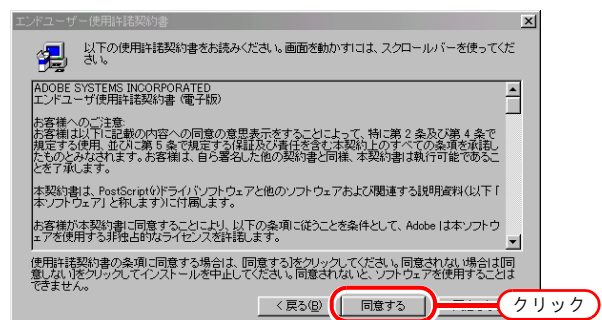 エンドユーザー使用許諾契約書
以下の使用許諾契約書をお読みください。画面を動かすには、スクロールバーを使ってくだ
さい。
ADOBE SYSTEMS INCORPORATED
エンドユーザ使用許諾契約書 (電子版)
お客様へのご注意:
お客様は以下に記載の内容への同意の意思表示をすることによって、特に第 2 条及び第 4 条で
規定する使用、並びに第 5 条で規定する保証及び責任を含む本契約上のすべての条項を承諾し
たものとみなされます。お客様は、自ら署名した他の契約書と同様、本契約書は執行可能であるこ
とを了承します。
本契約書は、PostScript(r)ドライバソフトウェアと他のソフトウェアおよび関連する説明資料(以下「
本ソフトウェア」と称します)に付属します。
お客様が本契約書に同意することにより、以下の条項に従うことを条件として、Adobe は本ソフトウ
ェアを使用する非独占的なライセンスを許諾します。
使用許諾契約書の条項に同意する場合は、[同意する]をクリックしてください。同意されない場合は[同
意しない]をクリックしてインストールを中止してください。同意されないと、ソフトウェアを使用することは
できません。
< 戻る(B)
同意する
クリック